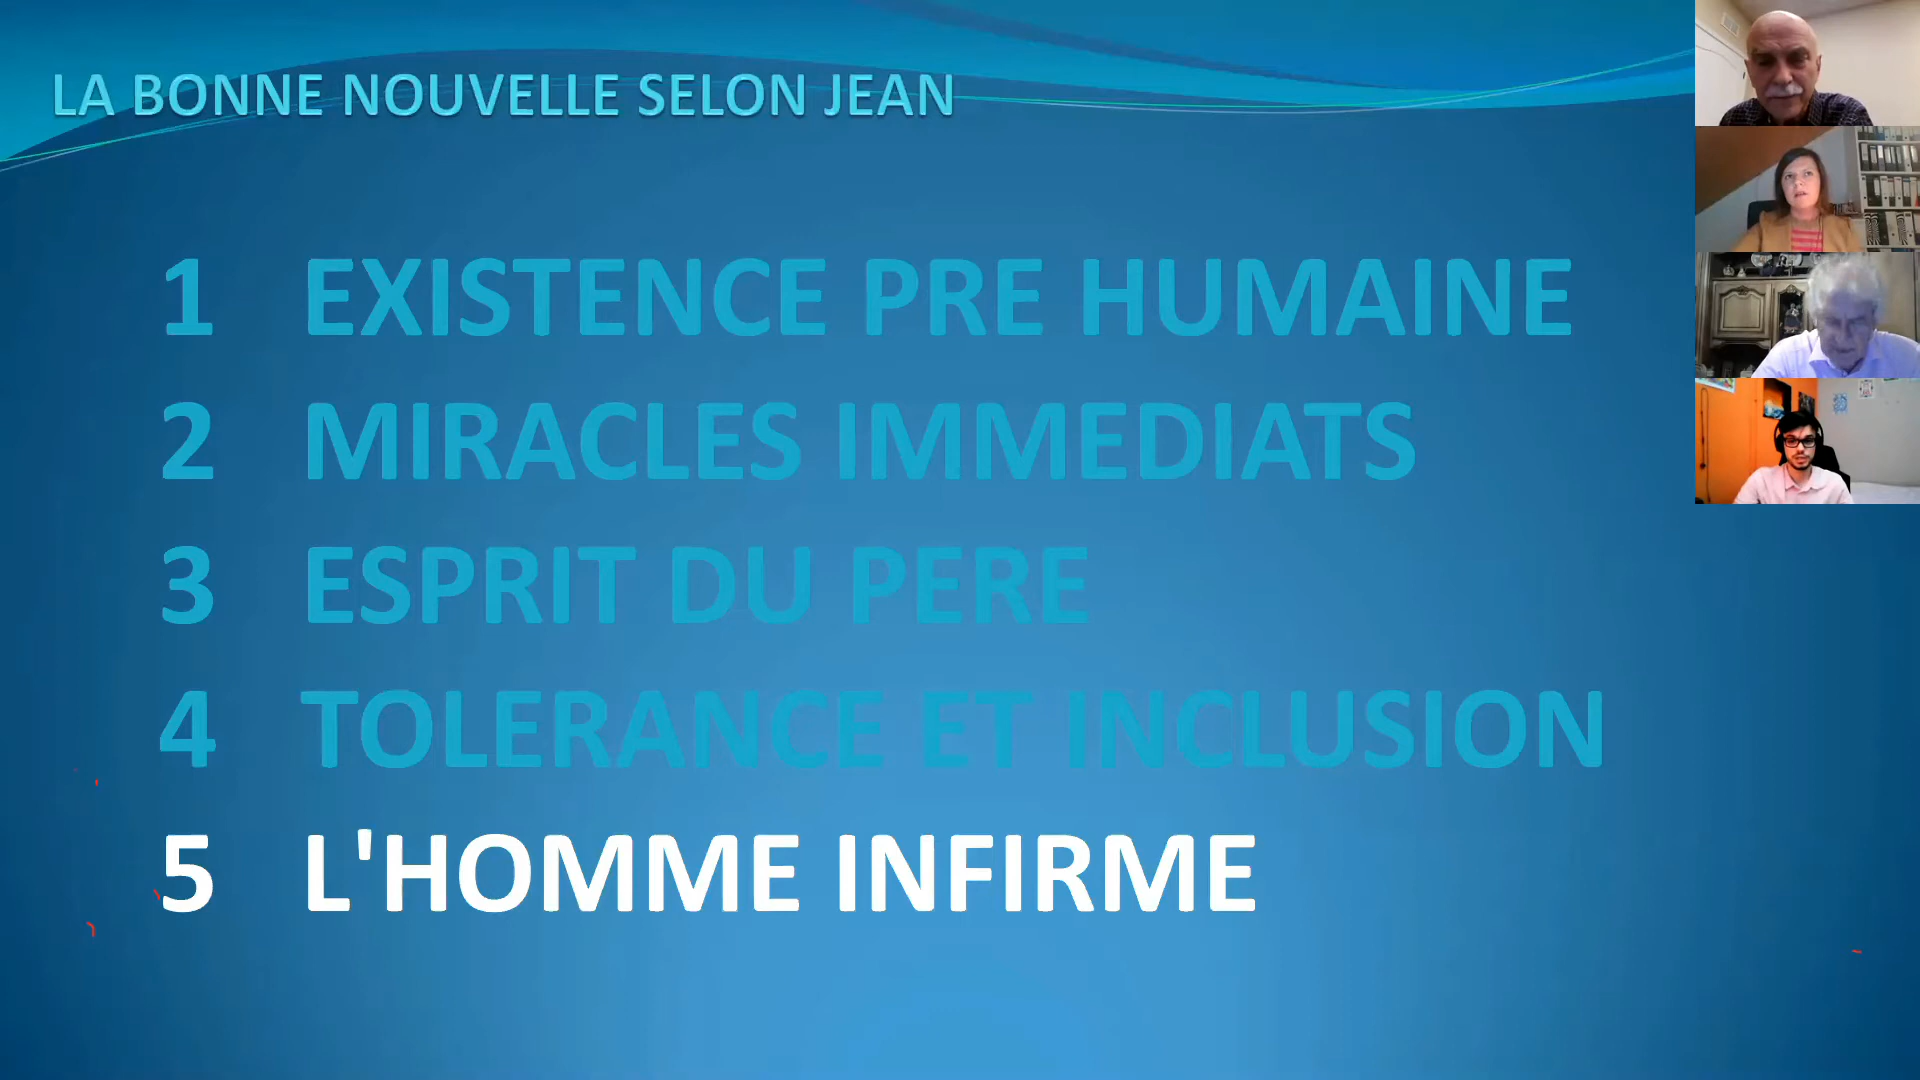 LA BONNE NOUVELLE SELON JEAN
1 EXISTENCE PRE HUMAINE
2 MIRACLES IMMEDIATS
3 ESPRIT DU PERE
4 TOLERANCE ET INCLUSION
5 L'HOMME INFIRME